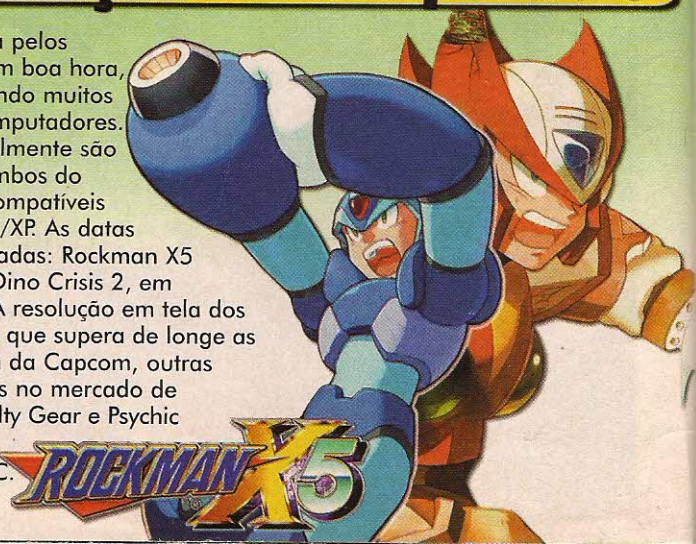 pelos
m boa hora,
ndo muitos
mputadores.
lmente são
mbos do
ompatíveis
/XP. As datas
adas: Rockman X5
Dino Crisis 2, em
A resolução em tela dos
que supera de longe as
da Capcom, outras
s no mercado de
lty Gear e Psychic
C.
ROCKMAN X5